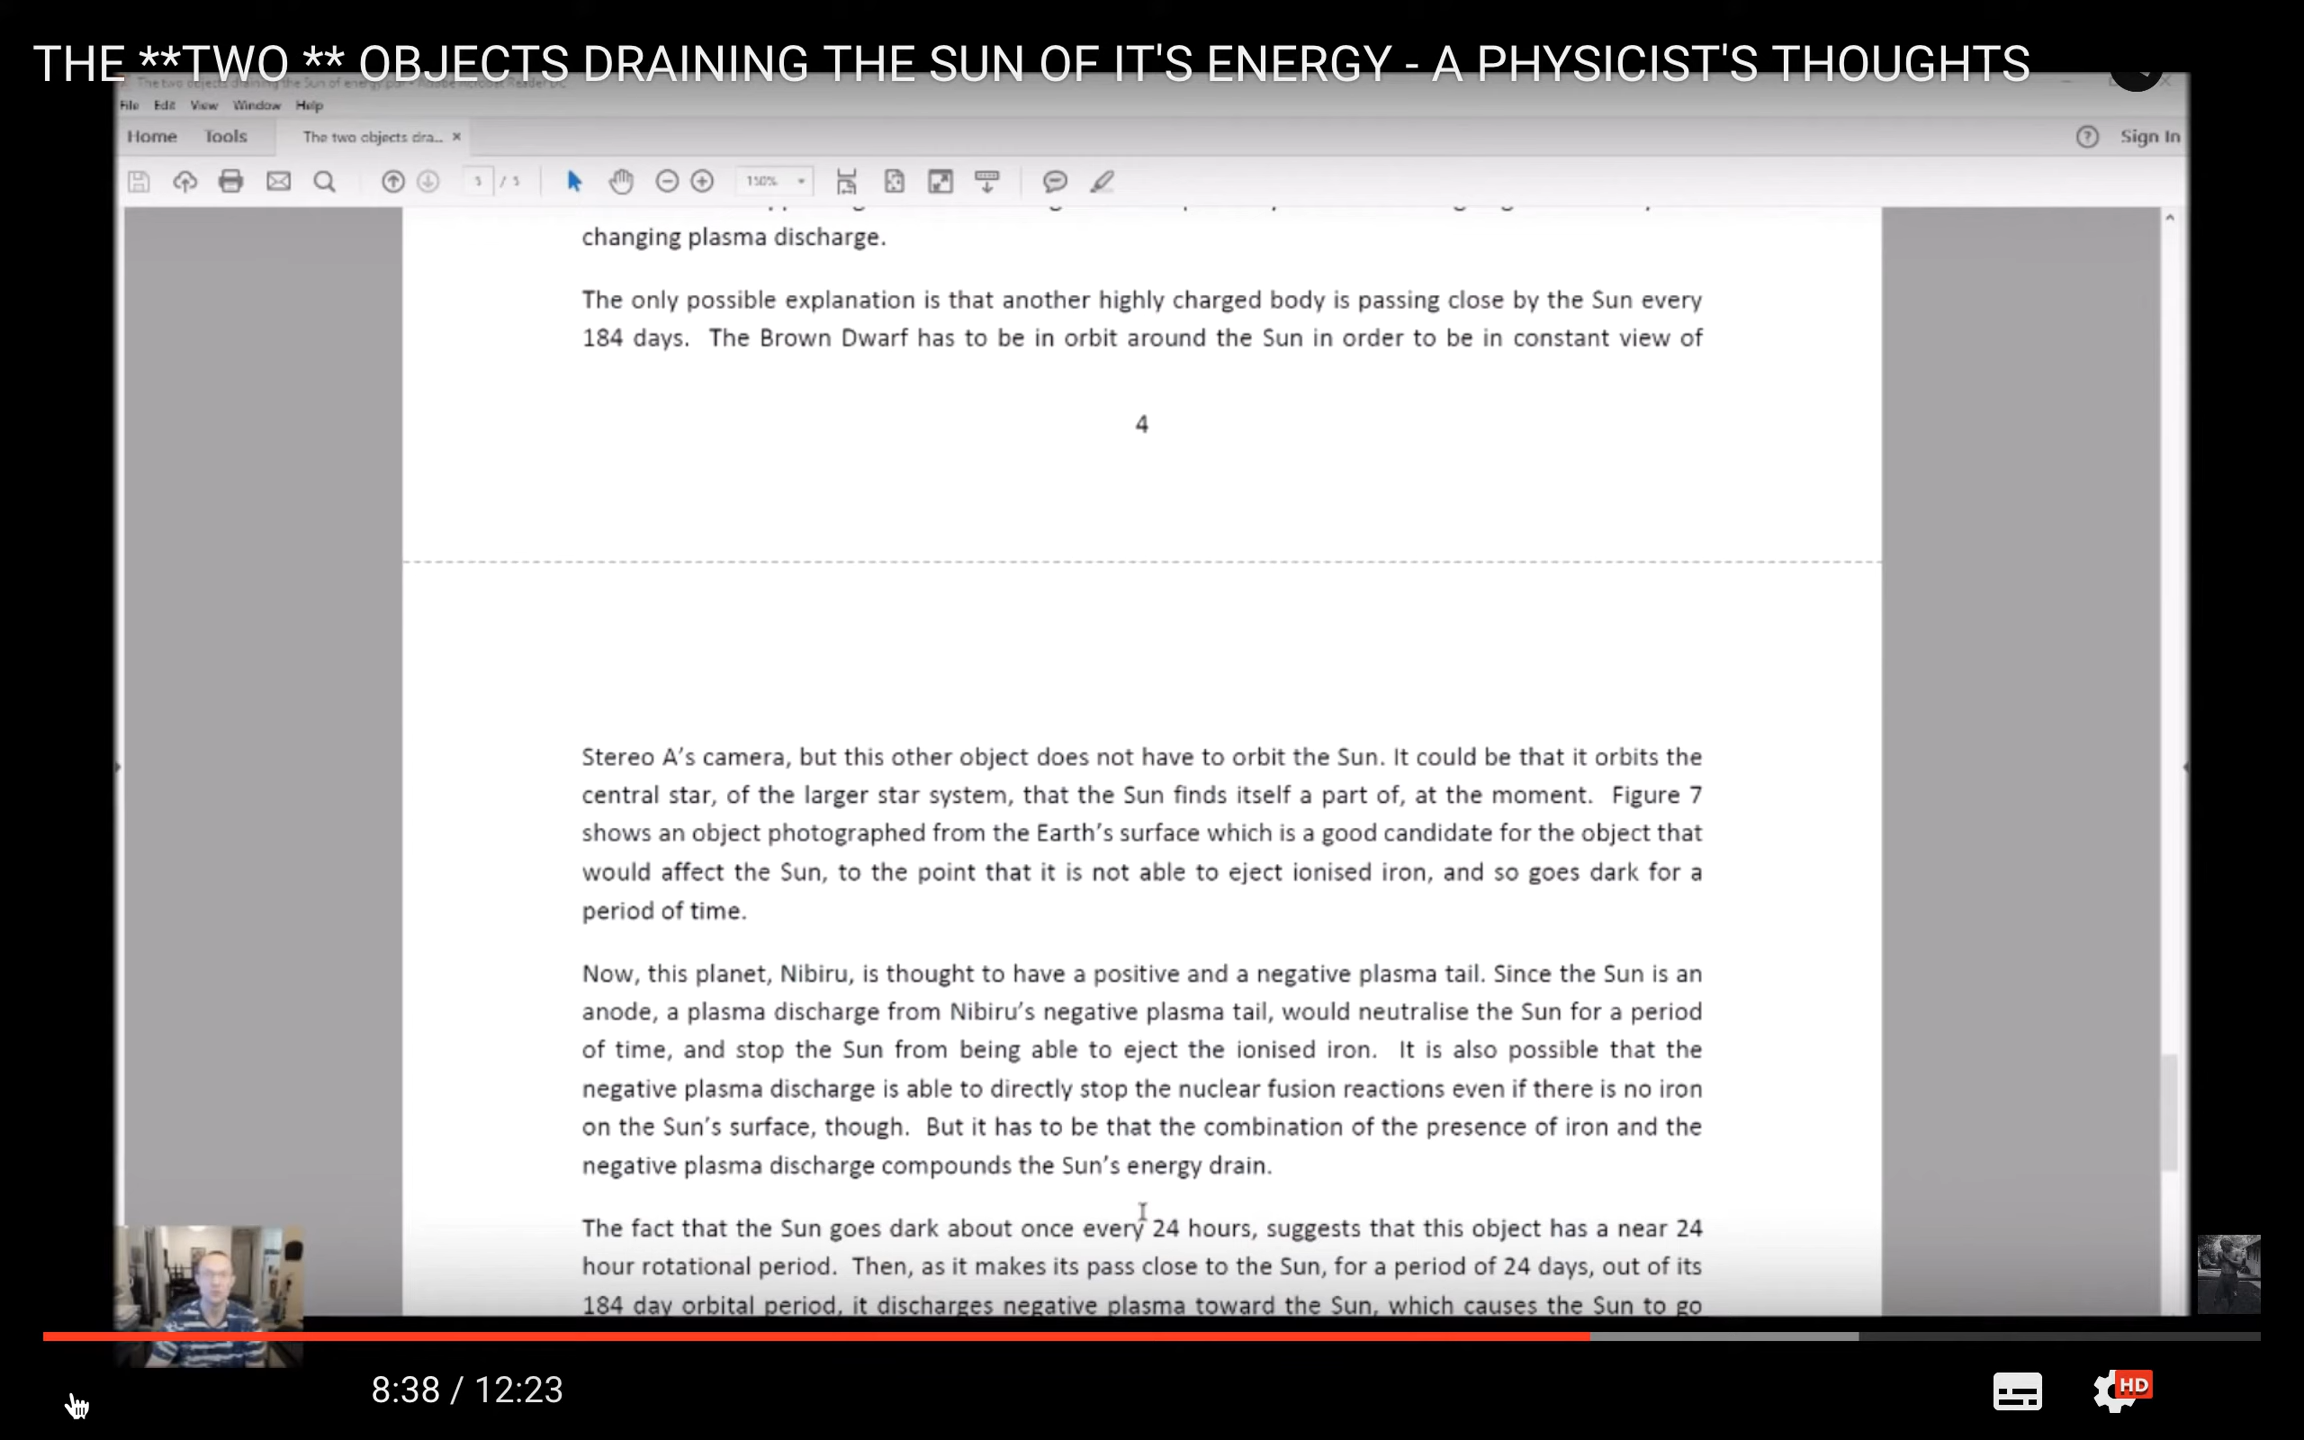 THE **TWO ** OBJECTS DRAINING THE SUN OF IT'S ENERGY - A PHYSICIST'S THOUGHTS
The two objects draining the Sun of energy.pdf - Adobe Acrobat Reader DC
File Edit View Window Help
Home Tools The two objects dra... × Sign In
/ 5 150%
changing plasma discharge.
The only possible explanation is that another highly charged body is passing close by the Sun every
184 days. The Brown Dwarf has to be in orbit around the Sun in order to be in constant view of
4
Stereo A’s camera, but this other object does not have to orbit the Sun. It could be that it orbits the
central star, of the larger star system, that the Sun finds itself a part of, at the moment. Figure 7
shows an object photographed from the Earth’s surface which is a good candidate for the object that
would affect the Sun, to the point that it is not able to eject ionised iron, and so goes dark for a
period of time.
Now, this planet, Nibiru, is thought to have a positive and a negative plasma tail. Since the Sun is an
anode, a plasma discharge from Nibiru’s negative plasma tail, would neutralise the Sun for a period
of time, and stop the Sun from being able to eject the ionised iron. It is also possible that the
negative plasma discharge is able to directly stop the nuclear fusion reactions even if there is no iron
on the Sun’s surface, though. But it has to be that the combination of the presence of iron and the
negative plasma discharge compounds the Sun’s energy drain.
The fact that the Sun goes dark about once every 24 hours, suggests that this object has a near 24
hour rotational period. Then, as it makes its pass close to the Sun, for a period of 24 days, out of its
184 day orbital period, it discharges negative plasma toward the Sun, which causes the Sun to go
8:38 / 12:23 HD